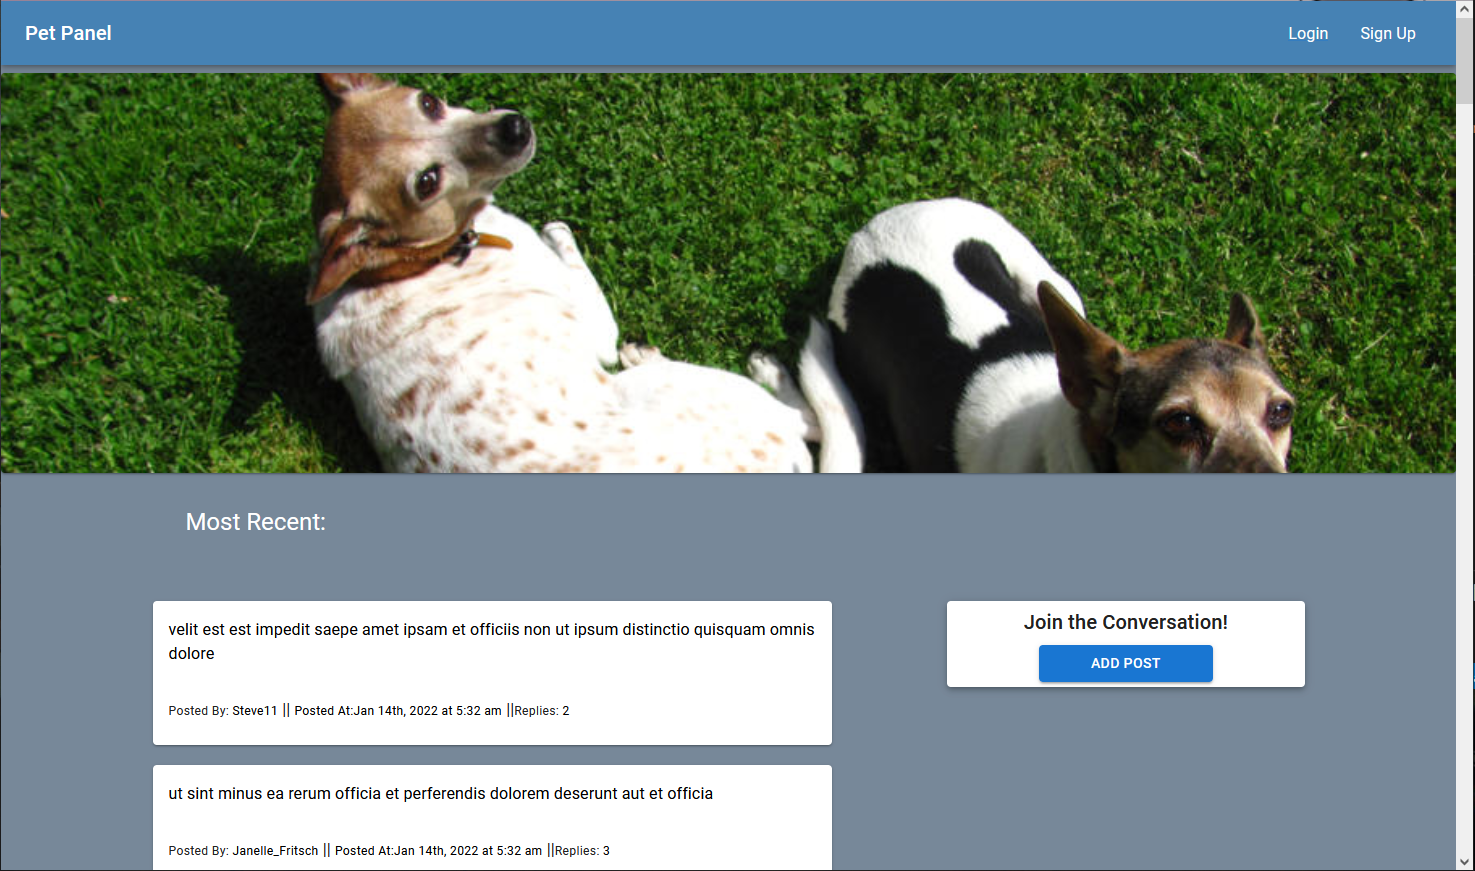 Pet Panel
Login
Sign Up
Most Recent:
velit est est impedit saepe amet ipsam et officiis non ut ipsum distinctio quisquam omnis
dolore
Posted By: Steve11 || Posted At:Jan 14th, 2022 at 5:32 am ||Replies: 2
Join the Conversation!
ADD POST
ut sint minus ea rerum officia et perferendis dolorem deserunt aut et officia
Posted By: Janelle_Fritsch || Posted At:Jan 14th, 2022 at 5:32 am ||Replies: 3